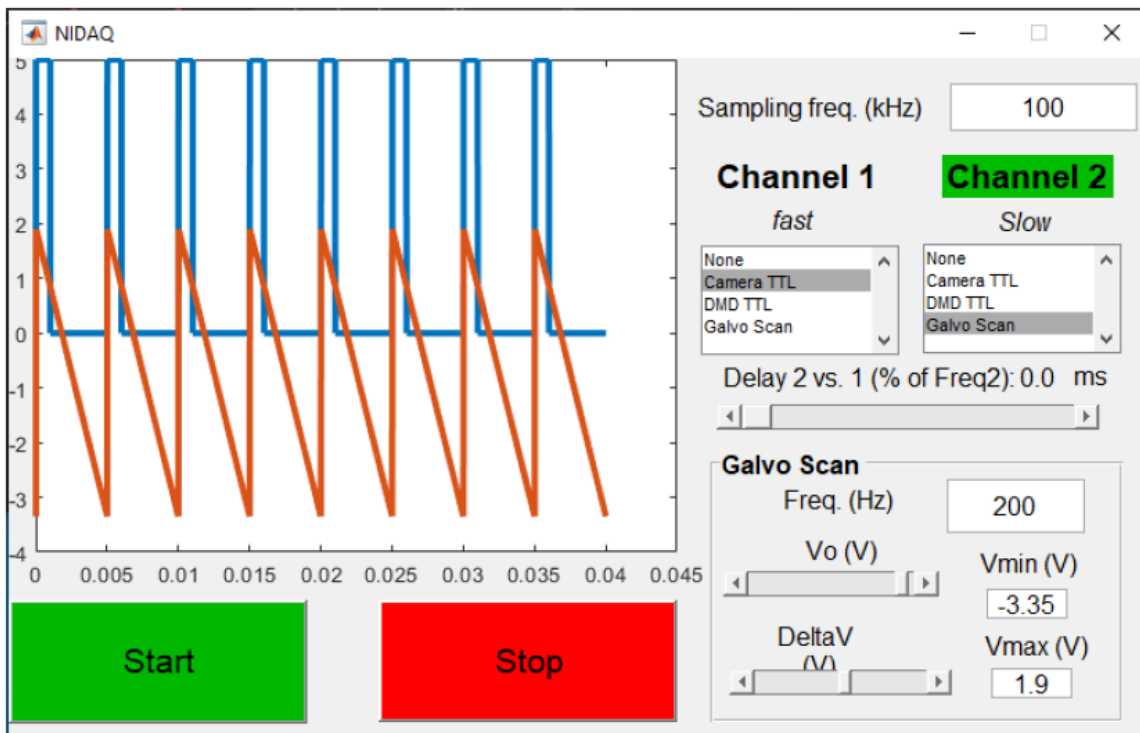 NIDAQ
5
4
3
2
1
0
-1
-2
-3
-4
0 0.005 0.01 0.015 0.02 0.025 0.03 0.035 0.04 0.045
Start Stop
Sampling freq. (kHz) 100
Channel 1 Channel 2
fast Slow
None
Camera TTL
DMD TTL
Galvo Scan
None
Camera TTL
DMD TTL
Galvo Scan
Delay 2 vs. 1 (% of Freq2): 0.0 ms
Galvo Scan
Freq. (Hz) 200
Vo (V)
Vmin (V)
-3.35
DeltaV
(V)
Vmax (V)
1.9